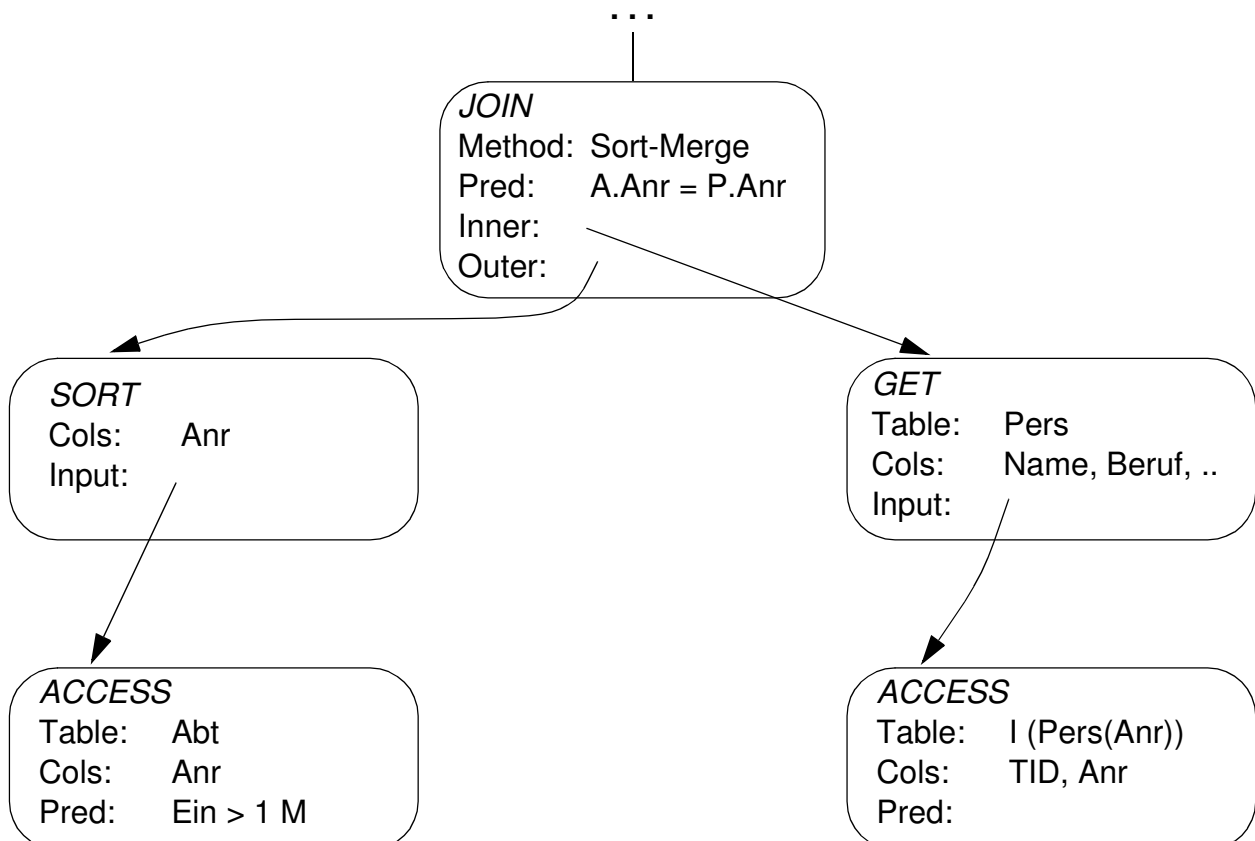 ...
JOIN
Method: Sort-Merge
Pred: A.Anr = P.Anr
Inner:
Outer:
SORT
Cols: Anr
Input:
GET
Table: Pers
Cols: Name, Beruf, ..
Input:
ACCESS
Table: Abt
Cols: Anr
Pred: Ein > 1 M
ACCESS
Table: I (Pers(Anr))
Cols: TID, Anr
Pred: